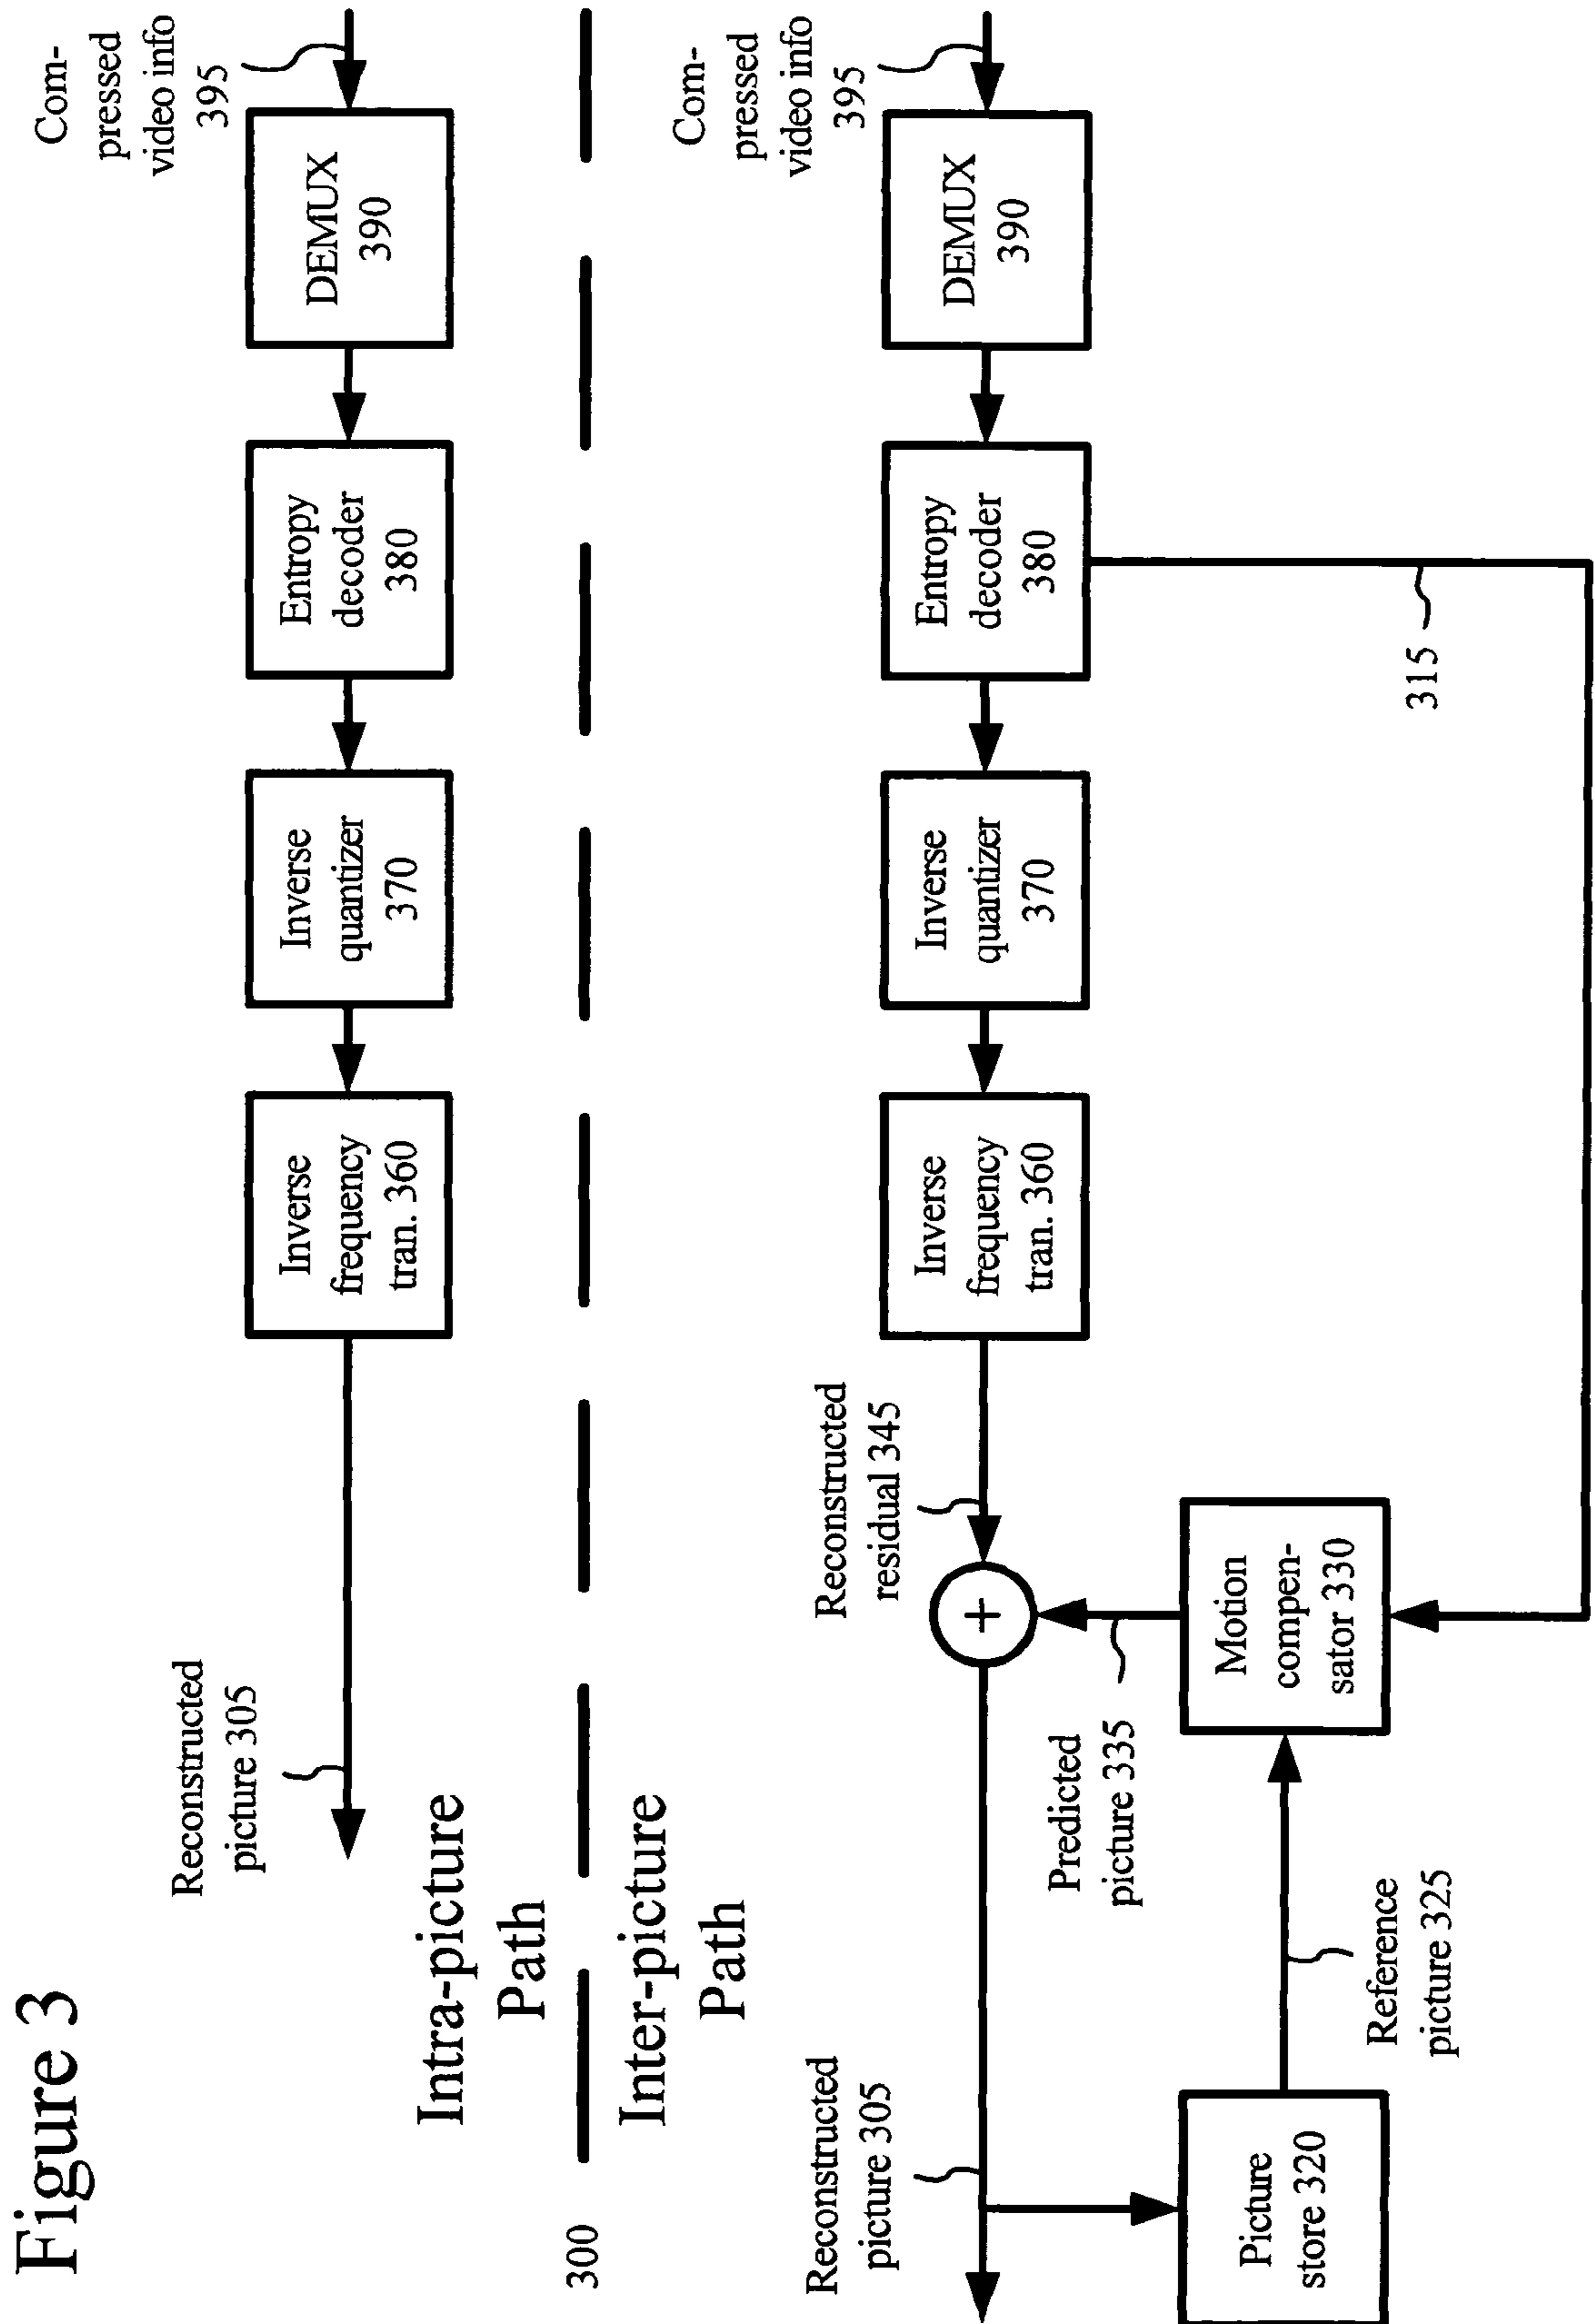 Figure 3
Reconstructed
picture 305
Inverse
frequency
tran. 360
Inverse
quantizer
370
Entropy
decoder
380
DEMUX
390
Com-
pressed
video info
395
Intra-picture
Path
300
Inter-picture
Path
Reconstructed
picture 305
Reconstructed
residual 345
+
Inverse
frequency
tran. 360
Inverse
quantizer
370
Entropy
decoder
380
DEMUX
390
Com-
pressed
video info
395
Predicted
picture 335
Picture
store 320
Reference
picture 325
Motion
compen-
sator 330
315